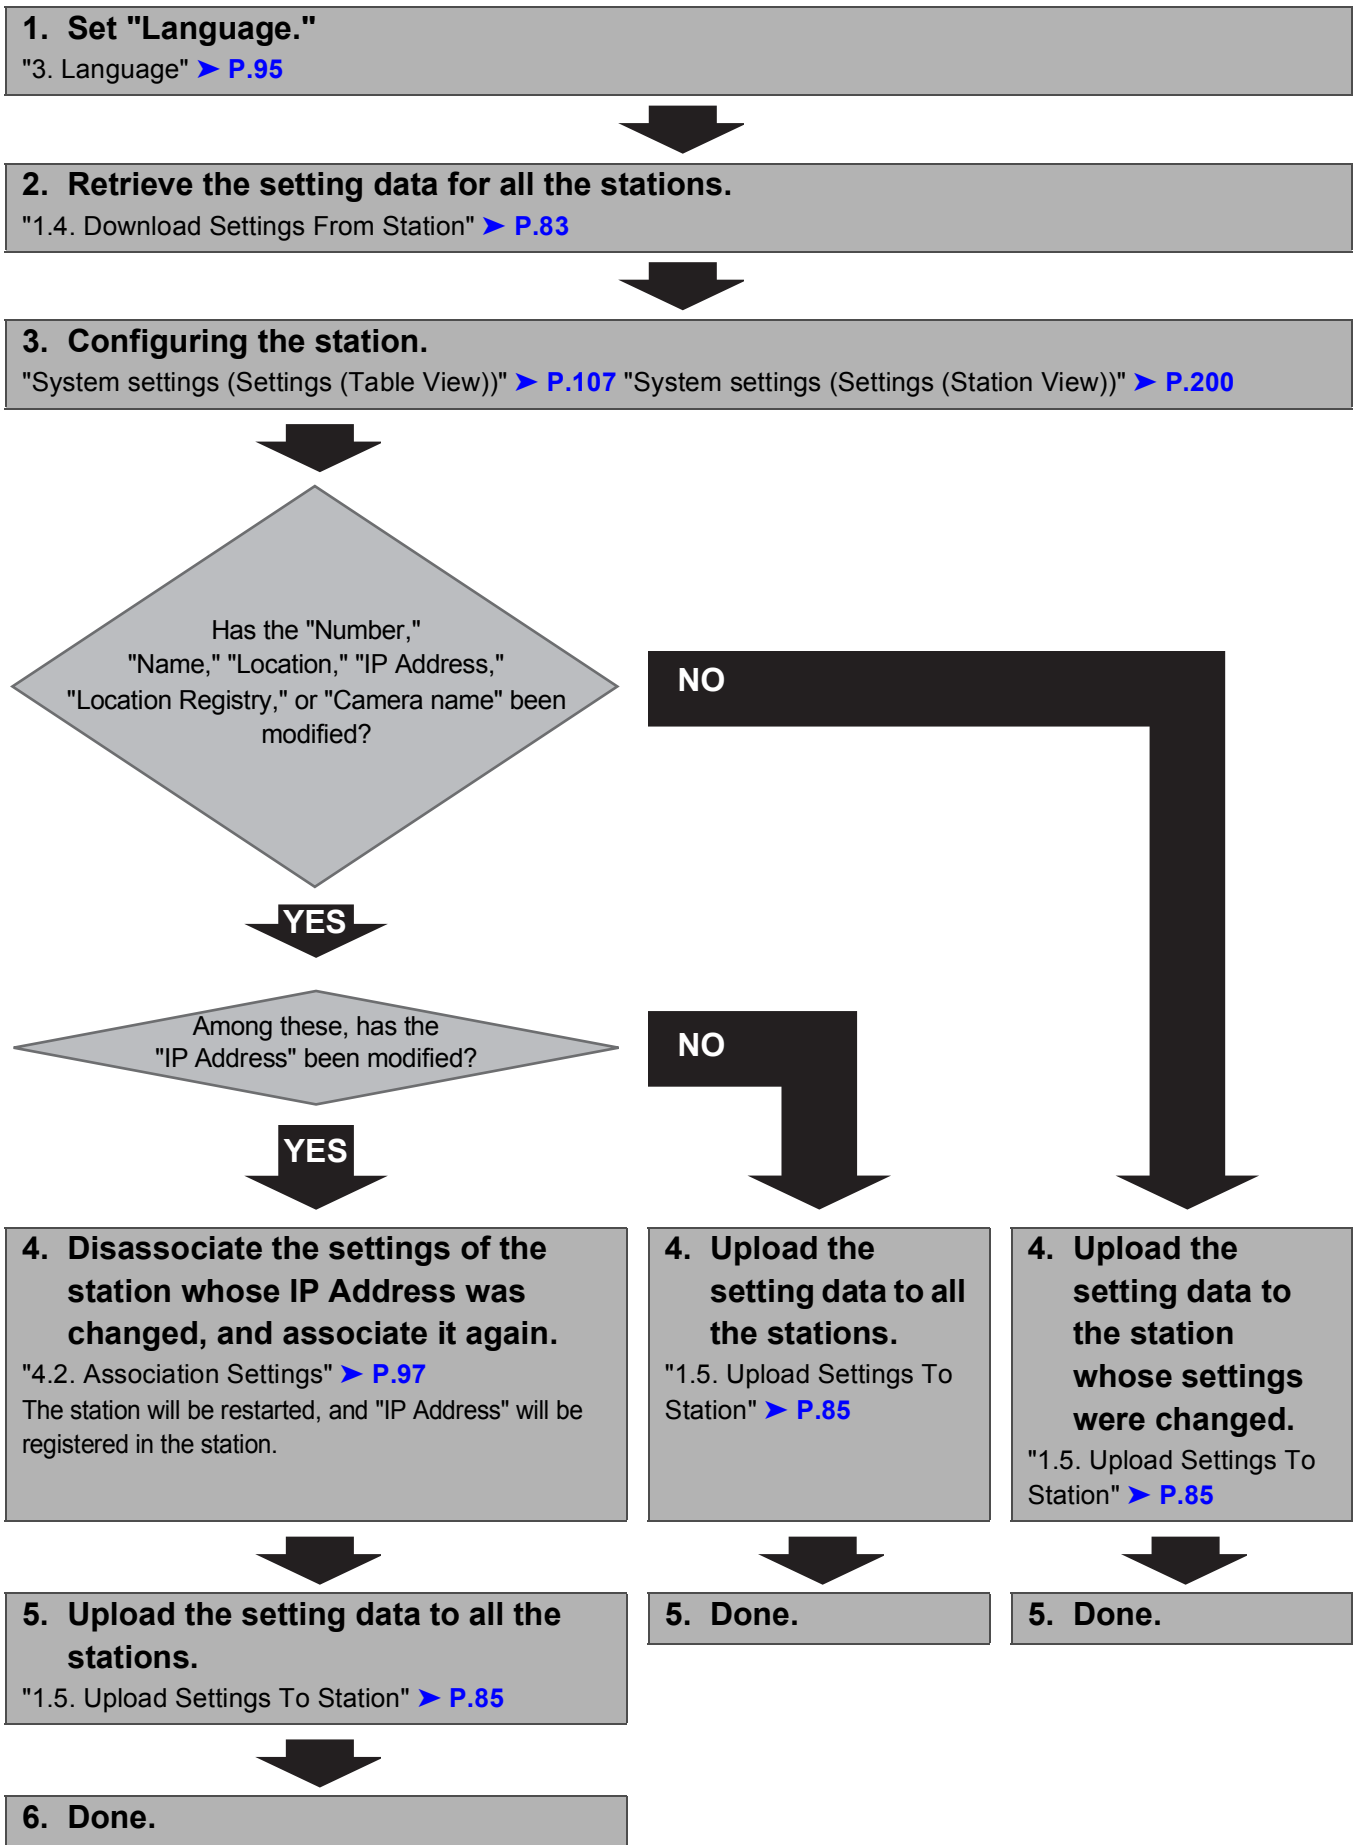 1. Set "Language."
"3. Language" ➤ P.95
2. Retrieve the setting data for all the stations.
"1.4. Download Settings From Station" ➤ P.83
3. Configuring the station.
"System settings (Settings (Table View))" ➤ P.107 "System settings (Settings (Station View))" ➤ P.200
Has the "Number,"
"Name," "Location," "IP Address,"
"Location Registry," or "Camera name" been
modified?
NO
YES
Among these, has the
"IP Address" been modified?
NO
YES
4. Disassociate the settings of the
station whose IP Address was
changed, and associate it again.
"4.2. Association Settings" ➤ P.97
The station will be restarted, and "IP Address" will be
registered in the station.
4. Upload the
setting data to all
the stations.
"1.5. Upload Settings To
Station" ➤ P.85
4. Upload the
setting data to
the station
whose settings
were changed.
"1.5. Upload Settings To
Station" ➤ P.85
5. Upload the setting data to all the
stations.
"1.5. Upload Settings To Station" ➤ P.85
5. Done.
5. Done.
6. Done.